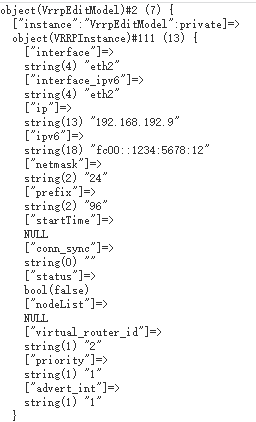 object(VrrpEditModel)#2 (7) {
["instance":"VrrpEditModel":private]=>
object(VRRPInstance)#111 (13) {
["interface"]=>
string(4) "eth2"
["interface_ipv6"]=>
string(4) "eth2"
["ip"]=>
string(13) "192.168.192.9"
["ipv6"]=>
string(18) "fc00::1234:5678:12"
["netmask"]=>
string(2) "24"
["prefix"]=>
string(2) "96"
["startTime"]=>
NULL
["conn_sync"]=>
string(0) ""
["status"]=>
bool(false)
["nodeList"]=>
NULL
["virtual_router_id"]=>
string(1) "2"
["priority"]=>
string(1) "1"
["advert_int"]=>
string(1) "1"
}